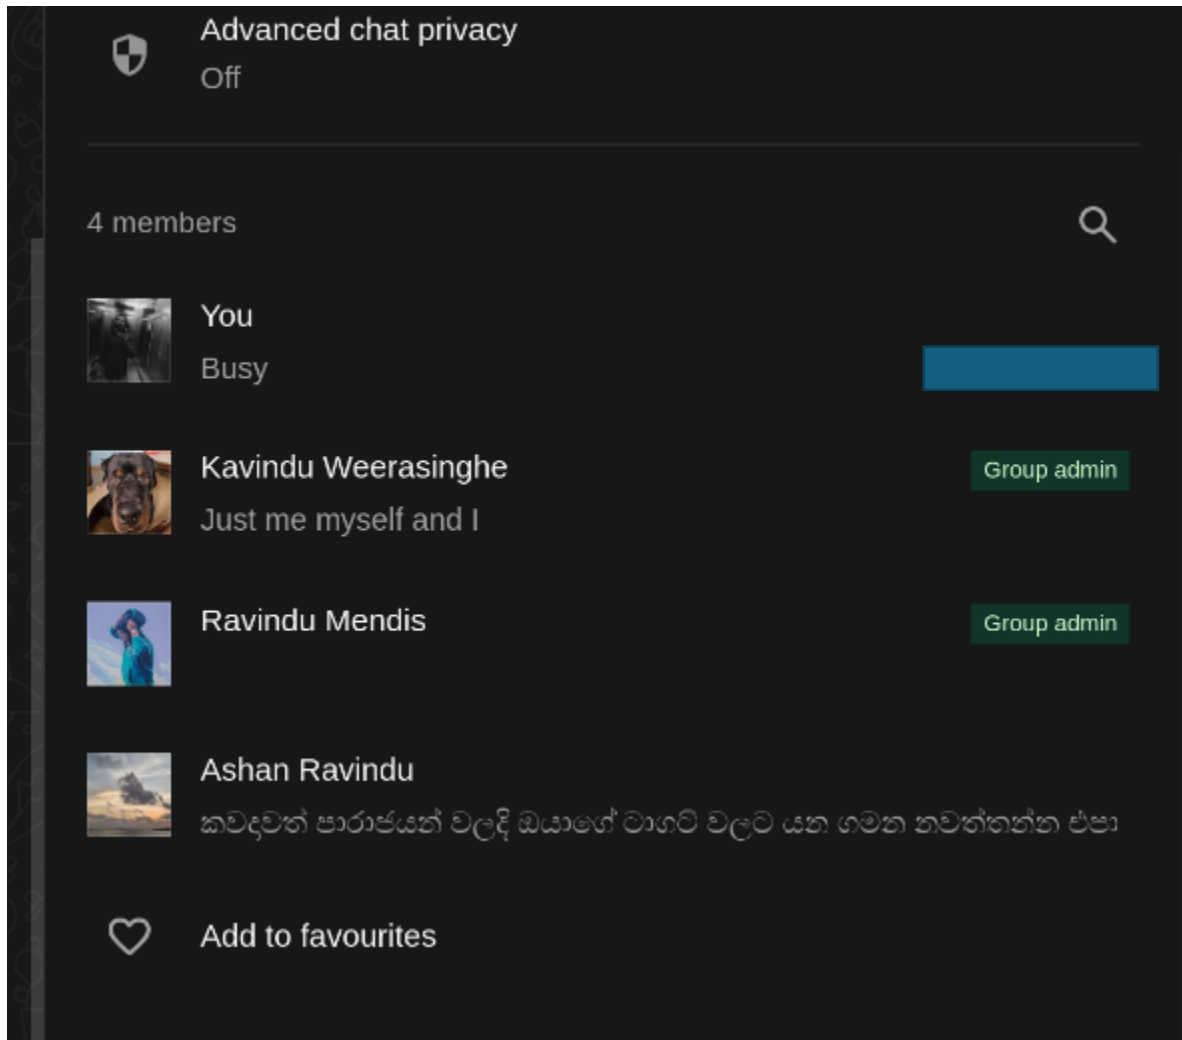 Advanced chat privacy
Off
4 members
You
Busy
Kavindu Weerasinghe
Group admin
Just me myself and I
Ravindu Mendis
Group admin
Ashan Ravindu
කවදාවත් පාරාජයන් වලදි ඔයාගේ ටාගට් වලට යන ගමන නවත්තන්න එපා
Add to favourites